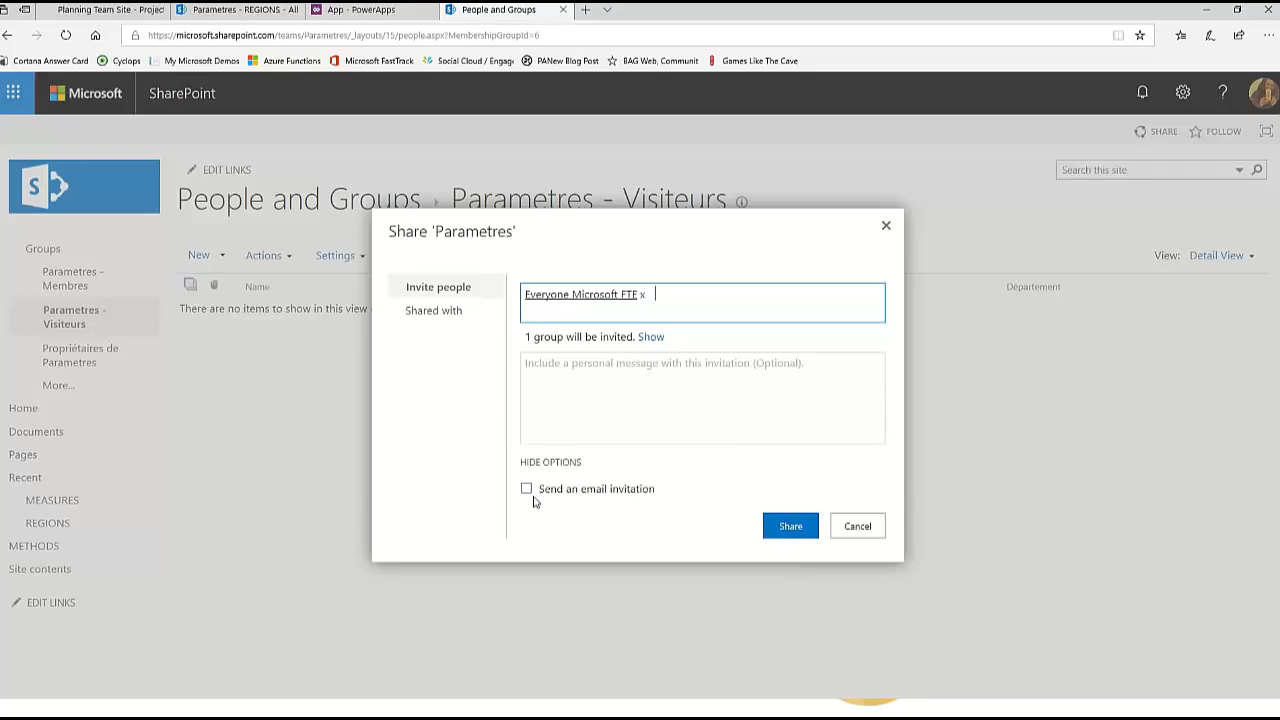 Planning Team Site - Projec
Parametres - REGIONS - All
App - PowerApps
People and Groups
https://microsoft.sharepoint.com/teams/Parametres/_layouts/15/people.aspx?MembershipGroupId=6
Cortana Answer Card
Cyclops
My Microsoft Demos
Azure Functions
Microsoft FastTrack
Social Cloud / Engag
PANew Blog Post
BAG Web, Communit
Games Like The Cave
Microsoft
SharePoint
SHARE
FOLLOW
EDIT LINKS
Search this site
People and Groups › Parametres - Visiteurs
Groups
Parametres -
Membres
Parametres -
Visiteurs
Propriétaires de
Parametres
More...
Home
Documents
Pages
Recent
MEASURES
REGIONS
METHODS
Site contents
EDIT LINKS
New
Actions
Settings
View: Detail View
Name
Département
There are no items to show in this view
Share 'Parametres'
Invite people
Shared with
Everyone Microsoft FTE x
1 group will be invited. Show
Include a personal message with this invitation (Optional).
HIDE OPTIONS
Send an email invitation
Share
Cancel